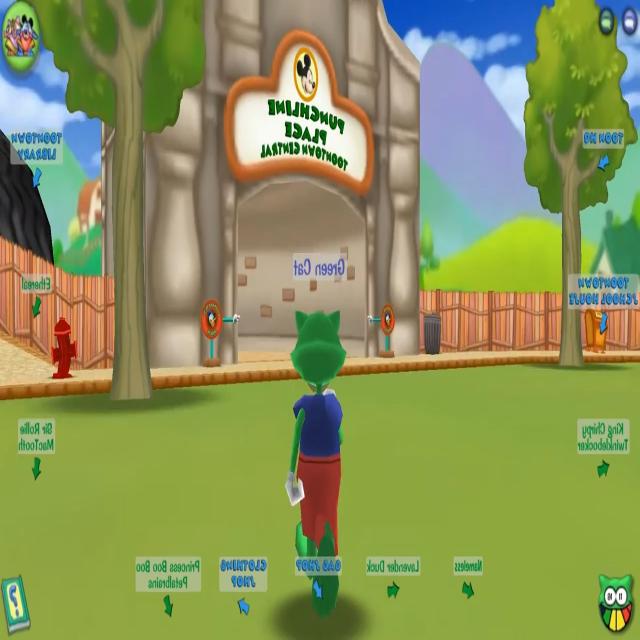 PUNCHLINE
PLACE
TOONTOWN CENTRAL
TOONTOWN
LIBRARY
TOON HQ
Green Cat
Ethereal
TOONTOWN
SCHOOL HOUSE
Sir Rollie
MacTooth
King Chirpy
Twinklebocker
Princess Boo Boo
Petalbrains
CLOTHING
SHOP
GAG SHOP
Lavender Duck
Nameless
?